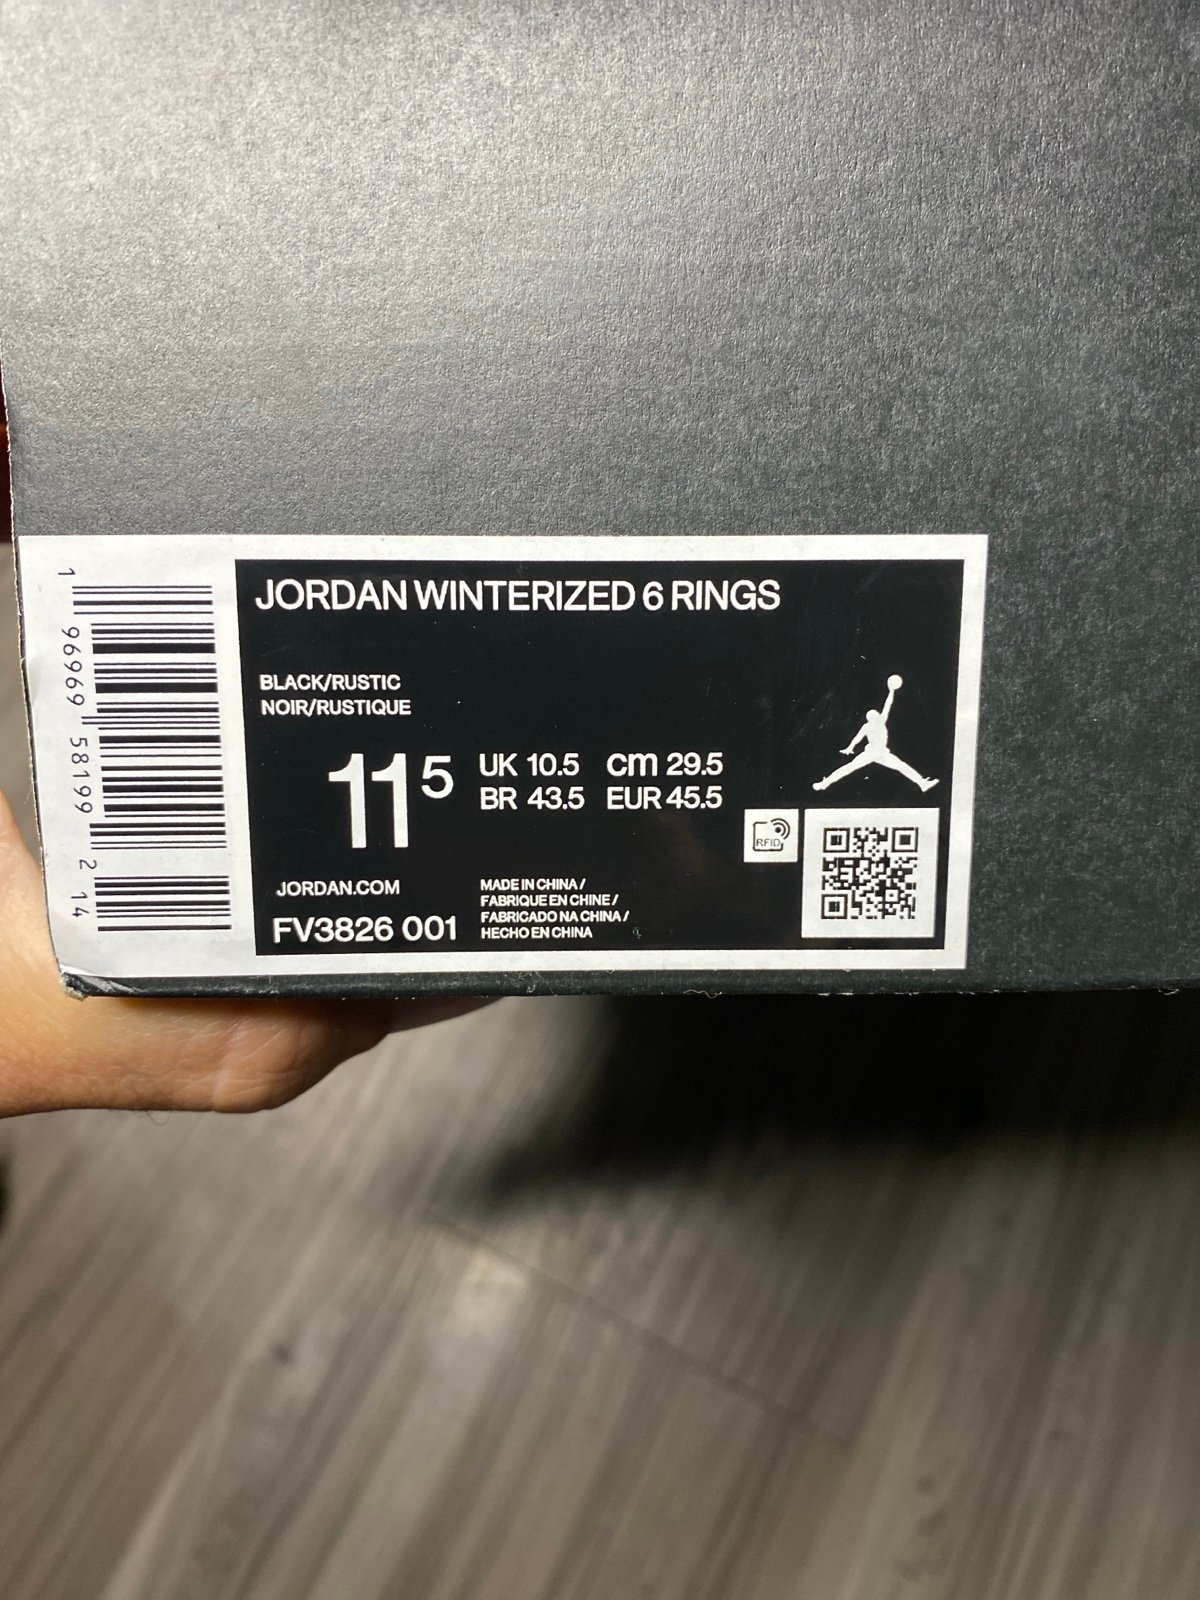 1 96969 58199 2 14
JORDAN WINTERIZED 6 RINGS
BLACK/RUSTIC
NOIR/RUSTIQUE
11 5
UK 10.5 cm 29.5
BR 43.5 EUR 45.5
RFID
JORDAN.COM
FV3826 001
MADE IN CHINA /
FABRIQUE EN CHINE /
FABRICADO NA CHINA /
HECHO EN CHINA